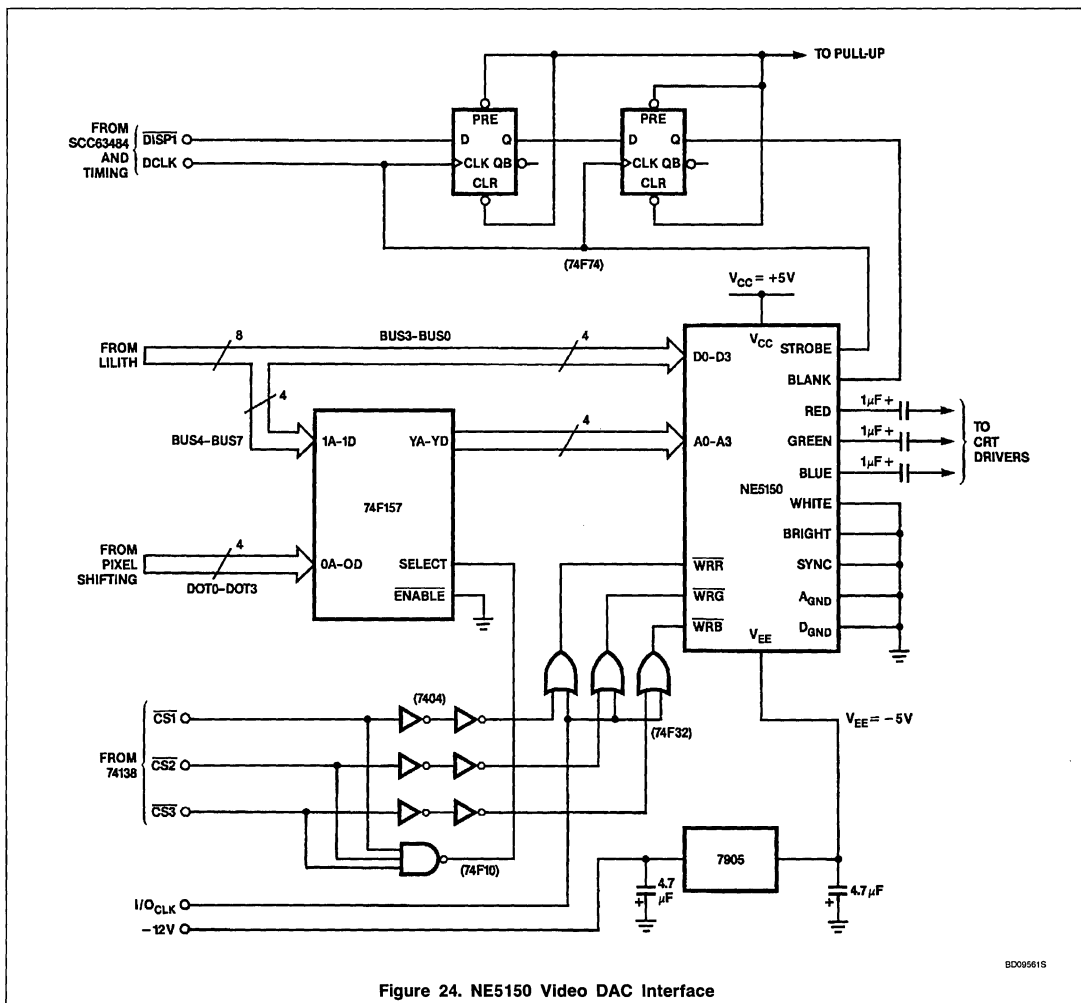 TO PULL-UP
PRE
PRE
FROM
SCC63484
AND
TIMING
DISP1
DCLK
D Q
D Q
CLK QB
CLK QB
CLR
CLR
(74F74)
VCC = +5V
FROM
LILITH
8
BUS3–BUS0
4
4
BUS4–BUS7
D0–D3
VCC
STROBE
BLANK
RED
GREEN
BLUE
1µF +
1µF +
1µF +
TO
CRT
DRIVERS
1A–1D
YA–YD
4
A0–A3
NE5150
74F157
WHITE
BRIGHT
SYNC
AGND
DGND
FROM
PIXEL
SHIFTING
4
DOT0–DOT3
0A–OD
SELECT
ENABLE
WRR
WRG
WRB
VEE
FROM
74138
CS1
CS2
CS3
(7404)
(74F32)
(74F10)
VEE = –5V
7905
4.7
µF
+
4.7µF
+
I/OCLK
–12V
BD09561S
Figure 24. NE5150 Video DAC Interface